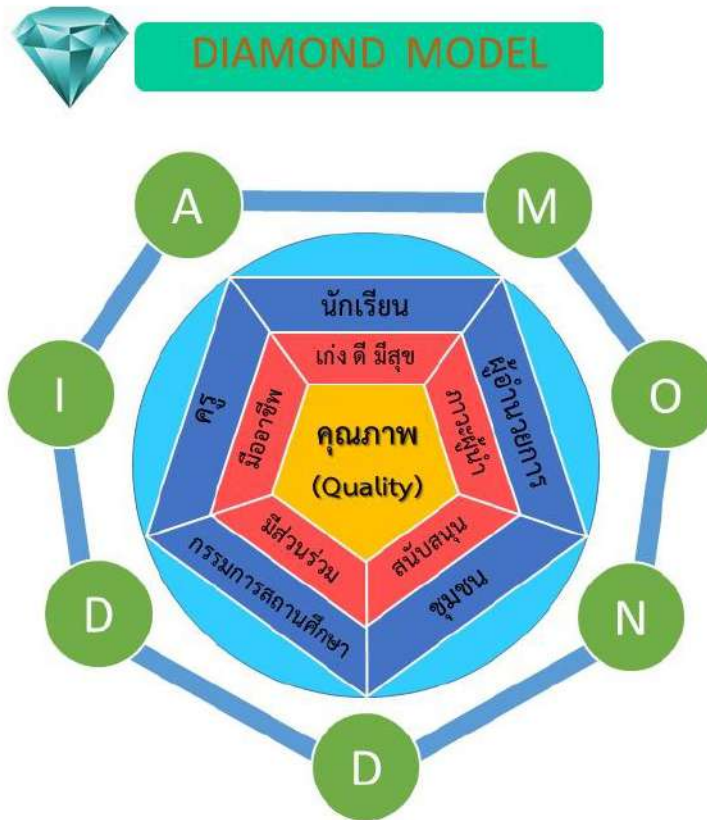 DIAMOND MODEL
A
M
I
O
D
N
D
นักเรียน
เก่ง ดี มีสุข
ครู
มืออาชีพ
ผู้อำนวยการ
ภาวะผู้นำ
คุณภาพ
(Quality)
มีส่วนร่วม
กรรมการสถานศึกษา
สนับสนุน
ชุมชน